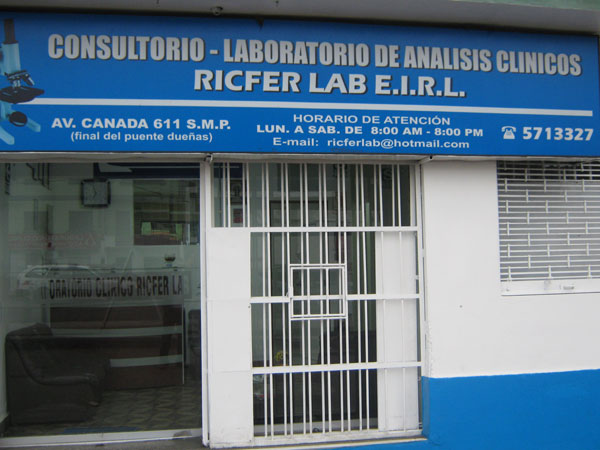 CONSULTORIO - LABORATORIO DE ANALISIS CLINICOS
RICFER LAB E.I.R.L.
AV. CANADA 611 S.M.P.
(final del puente dueñas)
HORARIO DE ATENCIÓN
LUN. A SAB. DE 8:00 AM - 8:00 PM
E-mail: ricferlab@hotmail.com
5713327
ORATORIO CLINICO RICFER LA